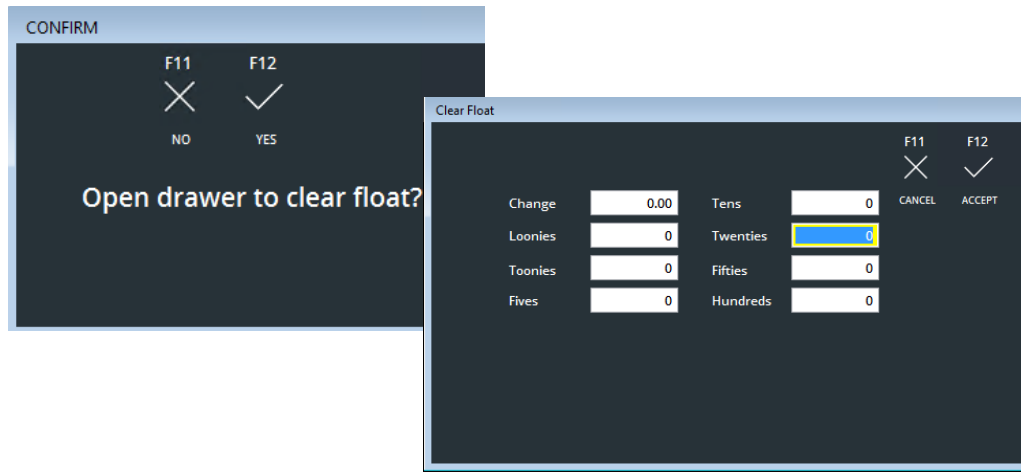 CONFIRM
F11 F12
NO YES
Open drawer to clear float?
Clear Float
F11 F12
CANCEL ACCEPT
Change 0.00 Tens 0
Loonies 0 Twenties 0
Toonies 0 Fifties 0
Fives 0 Hundreds 0